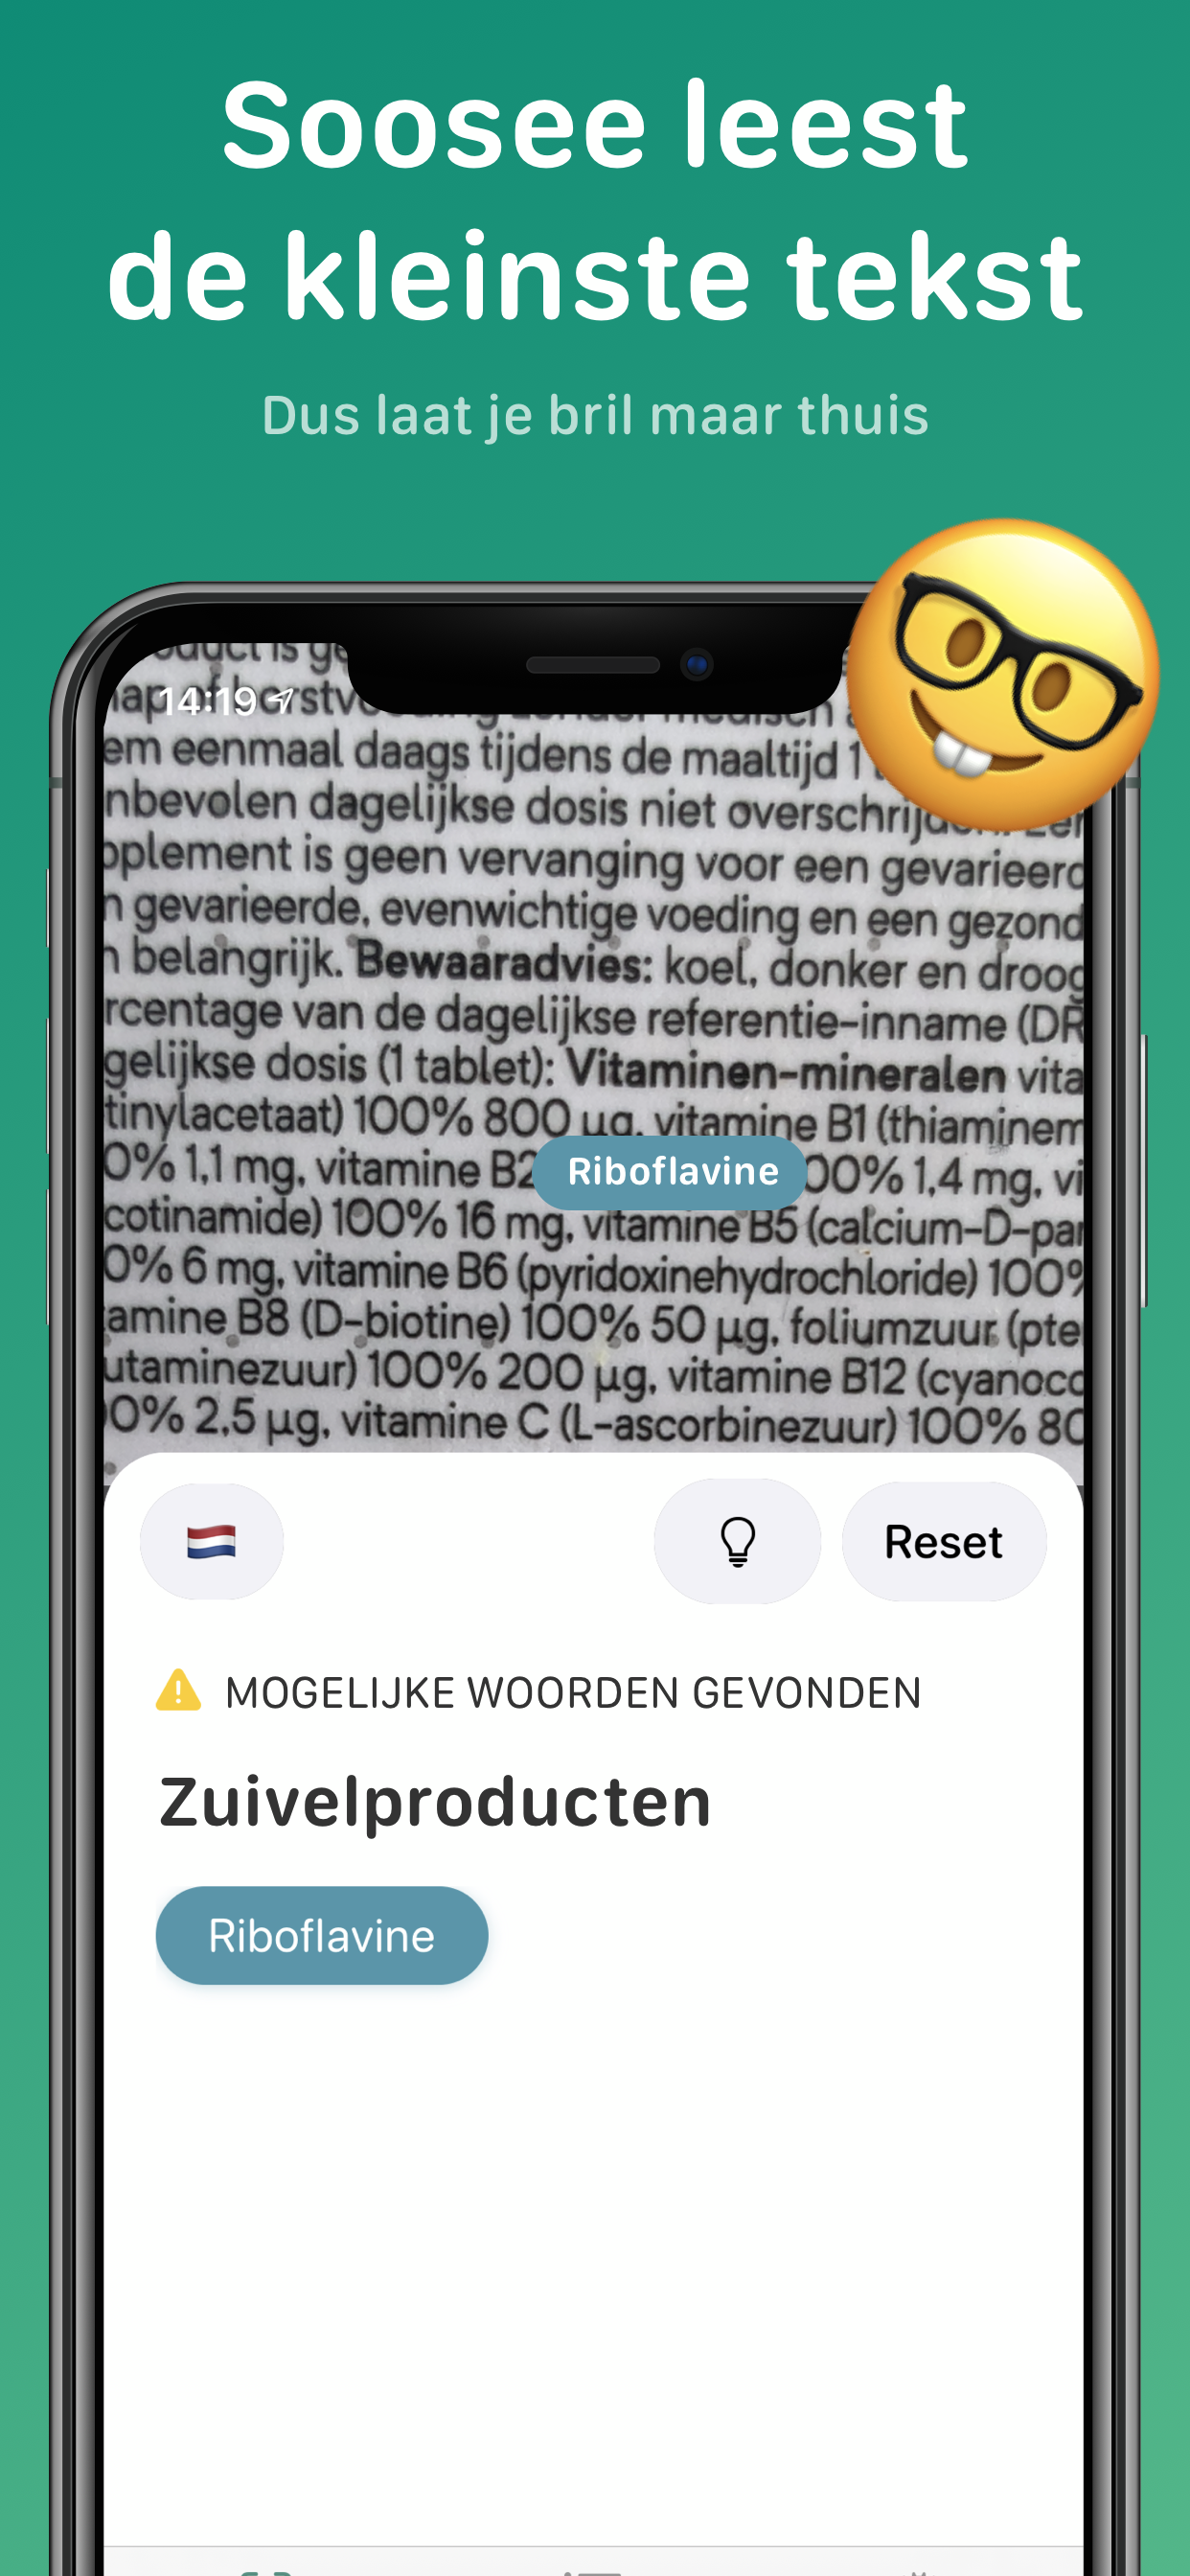 Soosee leest
de kleinste tekst
Dus laat je bril maar thuis
14:19
em eenmaal daags tijdens de maaltijd 1
nbevolen dagelijkse dosis niet
pplement is geen vervanging voor een gevarieerd
n gevarieerde, evenwichtige voeding en een gezond
n belangrijk. Bewaaradvies: koel, donker en droog
rcentage van de dagelijkse referentie-inname (DR
gelijkse dosis (1 tablet): Vitaminen-mineralen vita
tinylacetaat) 100% 800 µg, vitamine B1 (thiaminem
0% 1,1 mg, vitamine B2 Riboflavine 00% 1,4 mg, vi
cotinamide) 100% 16 mg, vitamine B5 (calcium-D-pan
0% 6 mg, vitamine B6 (pyridoxinehydrochloride) 100%
amine B8 (D-biotine) 100% 50 µg, foliumzuur (pte
utaminezuur) 100% 200 µg, vitamine B12 (cyanoco
0% 2,5 µg, vitamine C (L-ascorbinezuur) 100% 80
Reset
MOGELIJKE WOORDEN GEVONDEN
Zuivelproducten
Riboflavine